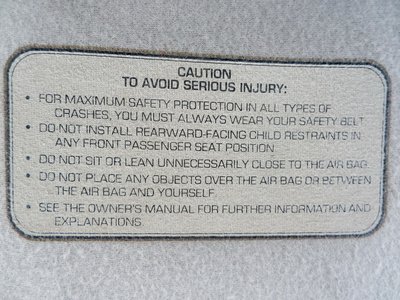 CAUTION
TO AVOID SERIOUS INJURY:
• FOR MAXIMUM SAFETY PROTECTION IN ALL TYPES OF
CRASHES, YOU MUST ALWAYS WEAR YOUR SAFETY BELT.
• DO NOT INSTALL REARWARD-FACING CHILD RESTRAINTS IN
ANY FRONT PASSENGER SEAT POSITION.
• DO NOT SIT OR LEAN UNNECESSARILY CLOSE TO THE AIR BAG.
• DO NOT PLACE ANY OBJECTS OVER THE AIR BAG OR BETWEEN
THE AIR BAG AND YOURSELF.
• SEE THE OWNER'S MANUAL FOR FURTHER INFORMATION AND
EXPLANATIONS.